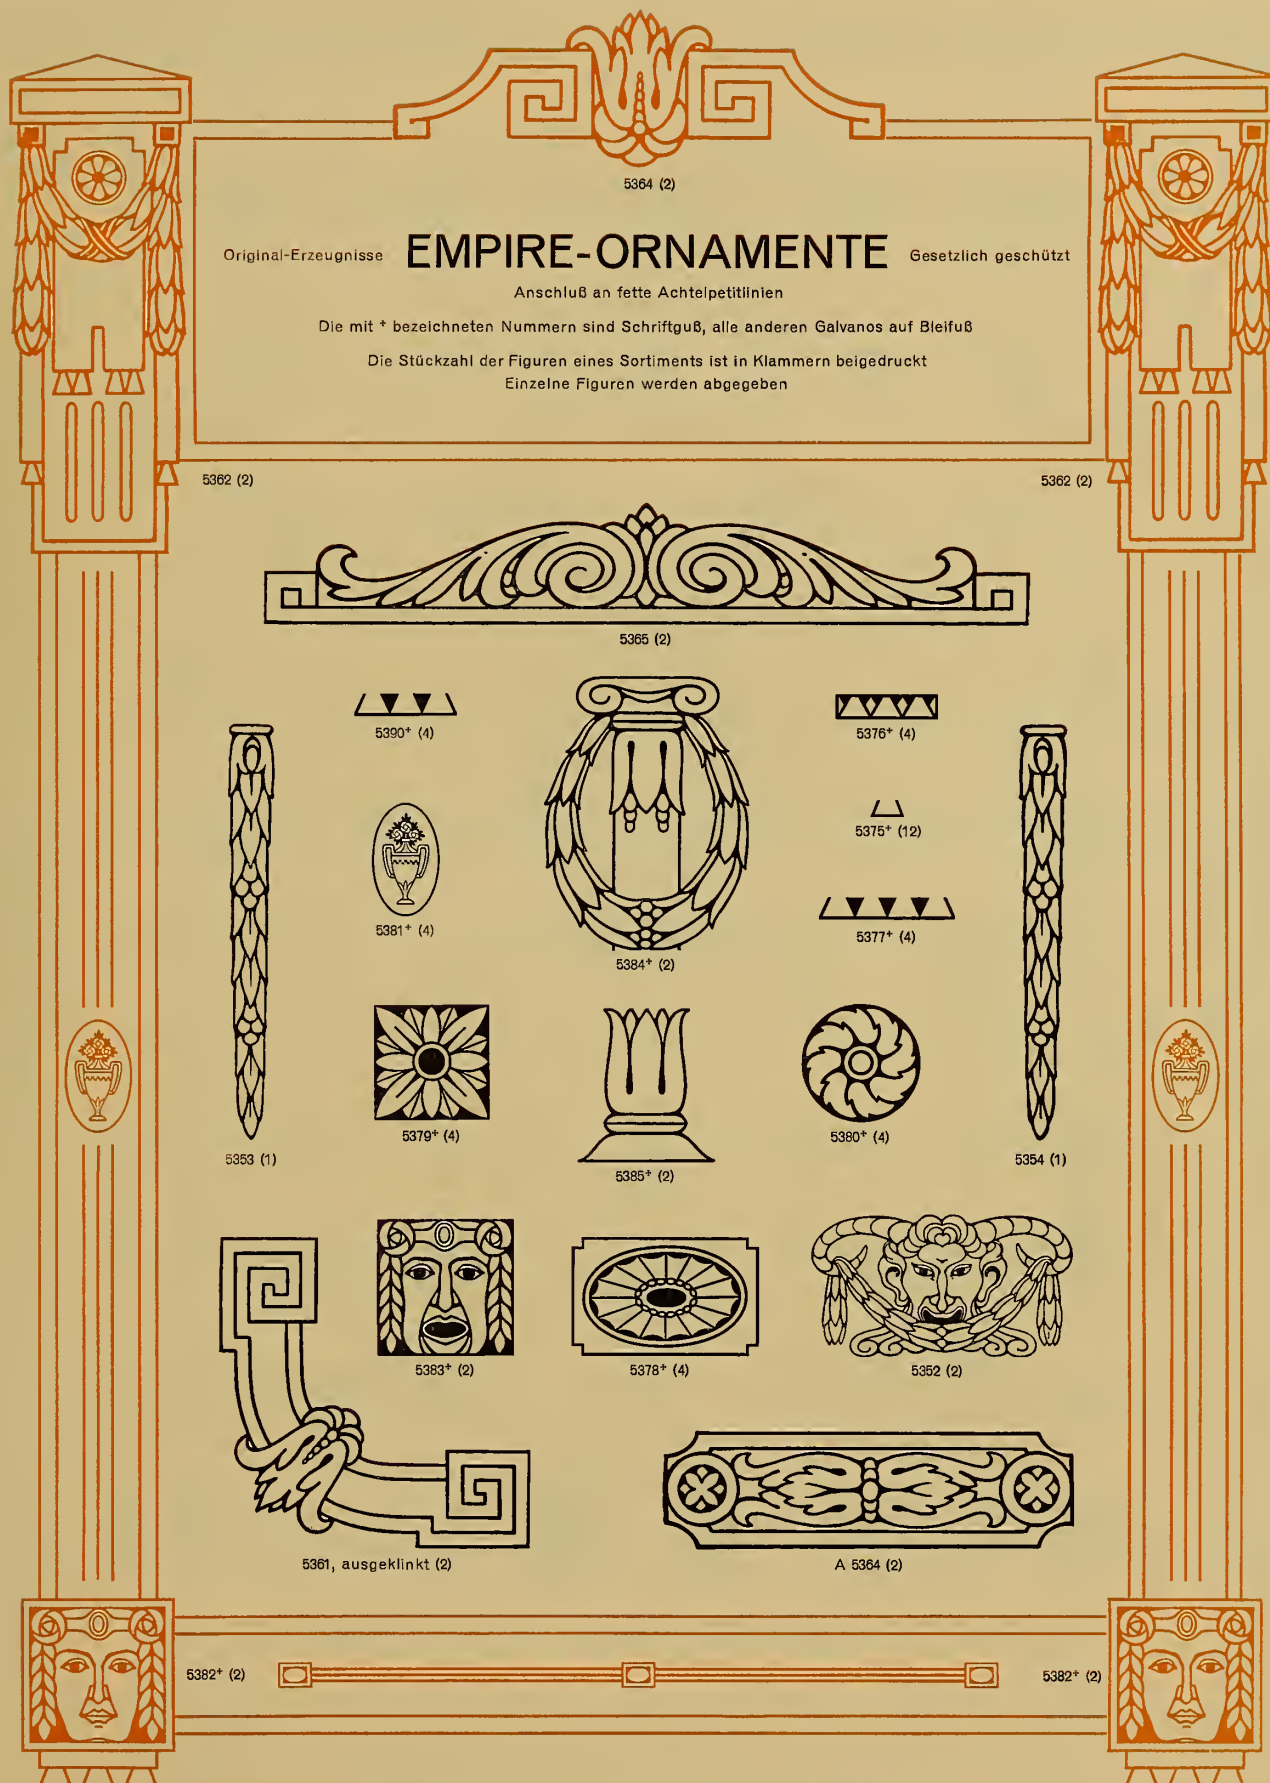 5364 (2)
Original-Erzeugnisse EMPIRE-ORNAMENTE Gesetzlich geschützt
Anschluß an fette Achtelpetitlinien
Die mit + bezeichneten Nummern sind Schriftguß, alle anderen Galvanos auf Bleifuß
Die Stückzahl der Figuren eines Sortiments ist in Klammern beigedruckt
Einzelne Figuren werden abgegeben
5362 (2) 5362 (2)
5365 (2)
5390+ (4) 5376+ (4)
5375+ (12)
5381+ (4) 5377+ (4)
5384+ (2)
5379+ (4) 5380+ (4)
5353 (1) 5354 (1)
5385+ (2)
5383+ (2) 5378+ (4) 5352 (2)
5361, ausgeklinkt (2) A 5364 (2)
5382+ (2) 5382+ (2)